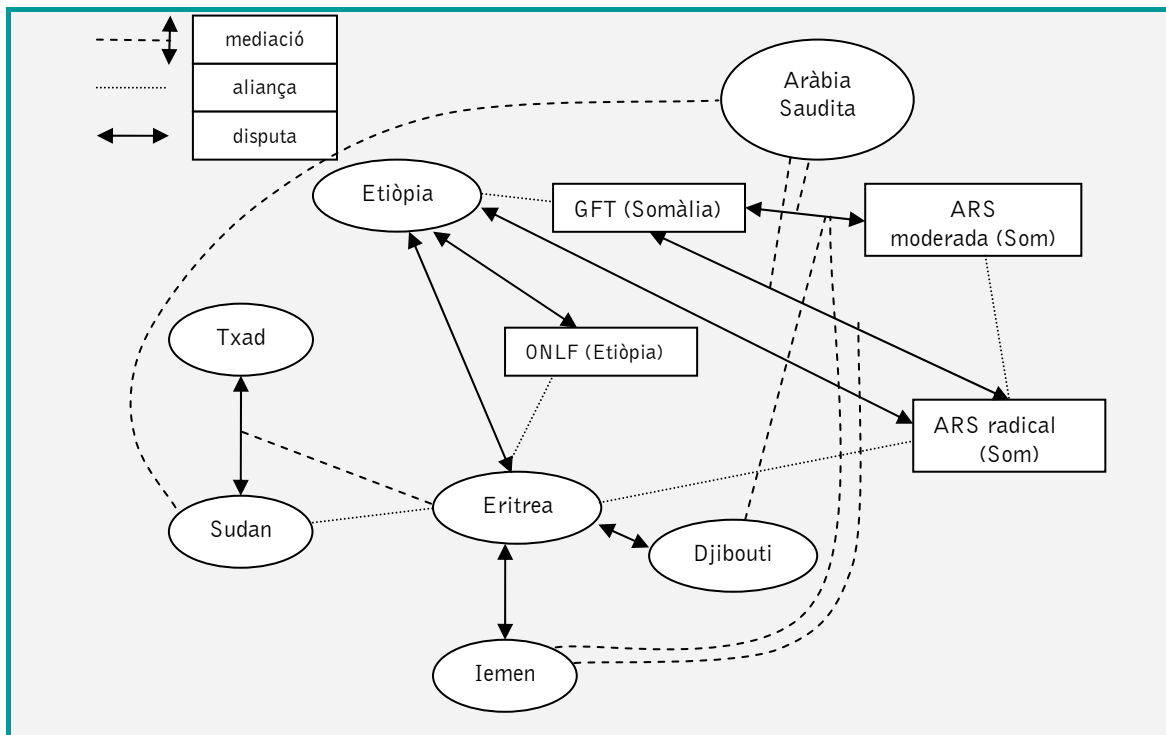 mediació
aliança
disputa
Aràbia
Saudita
Etiòpia
GFT (Somàlia)
ARS
moderada (Som)
Txad
ONLF (Etiòpia)
ARS radical
(Som)
Eritrea
Sudan
Djibouti
Iemen